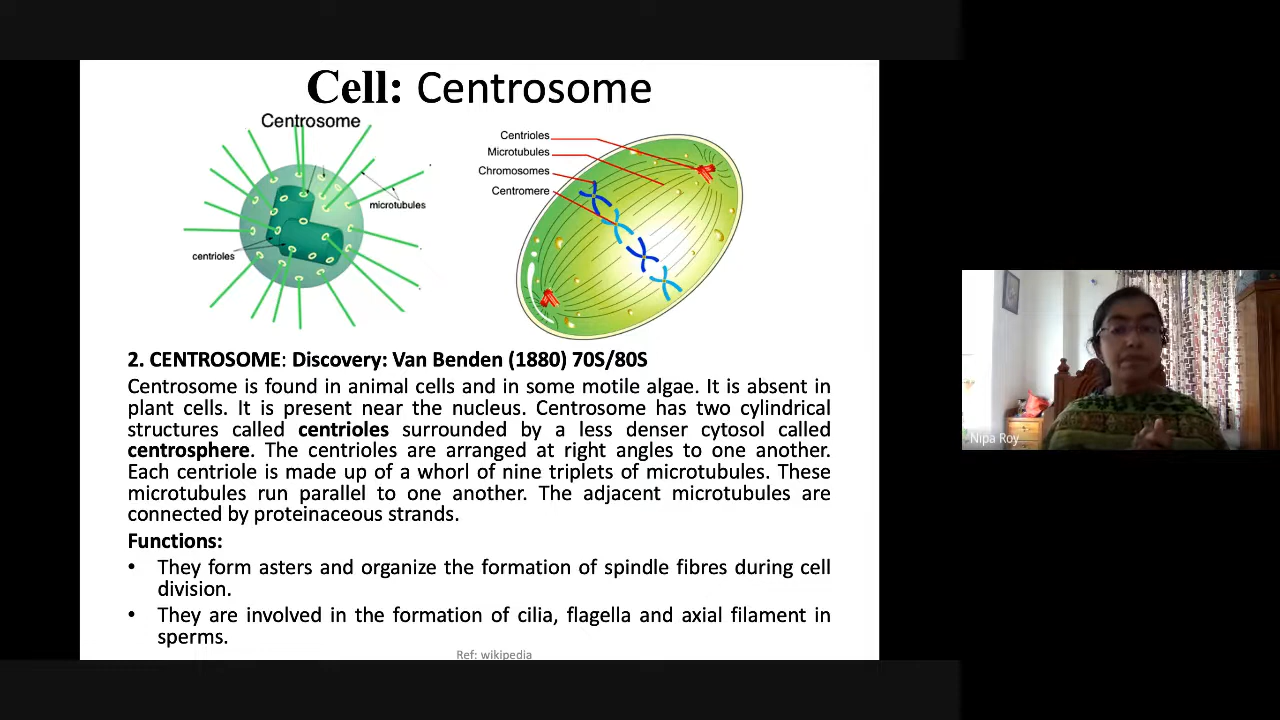 Cell: Centrosome
Centrosome
microtubules
centrioles
Centrioles
Microtubules
Chromosomes
Centromere
2. CENTROSOME: Discovery: Van Benden (1880) 70S/80S
Centrosome is found in animal cells and in some motile algae. It is absent in
plant cells. It is present near the nucleus. Centrosome has two cylindrical
structures called centrioles surrounded by a less denser cytosol called
centrosphere. The centrioles are arranged at right angles to one another.
Each centriole is made up of a whorl of nine triplets of microtubules. These
microtubules run parallel to one another. The adjacent microtubules are
connected by proteinaceous strands.
Functions:
• They form asters and organize the formation of spindle fibres during cell
division.
• They are involved in the formation of cilia, flagella and axial filament in
sperms.
Ref: wikipedia
Nipa Roy